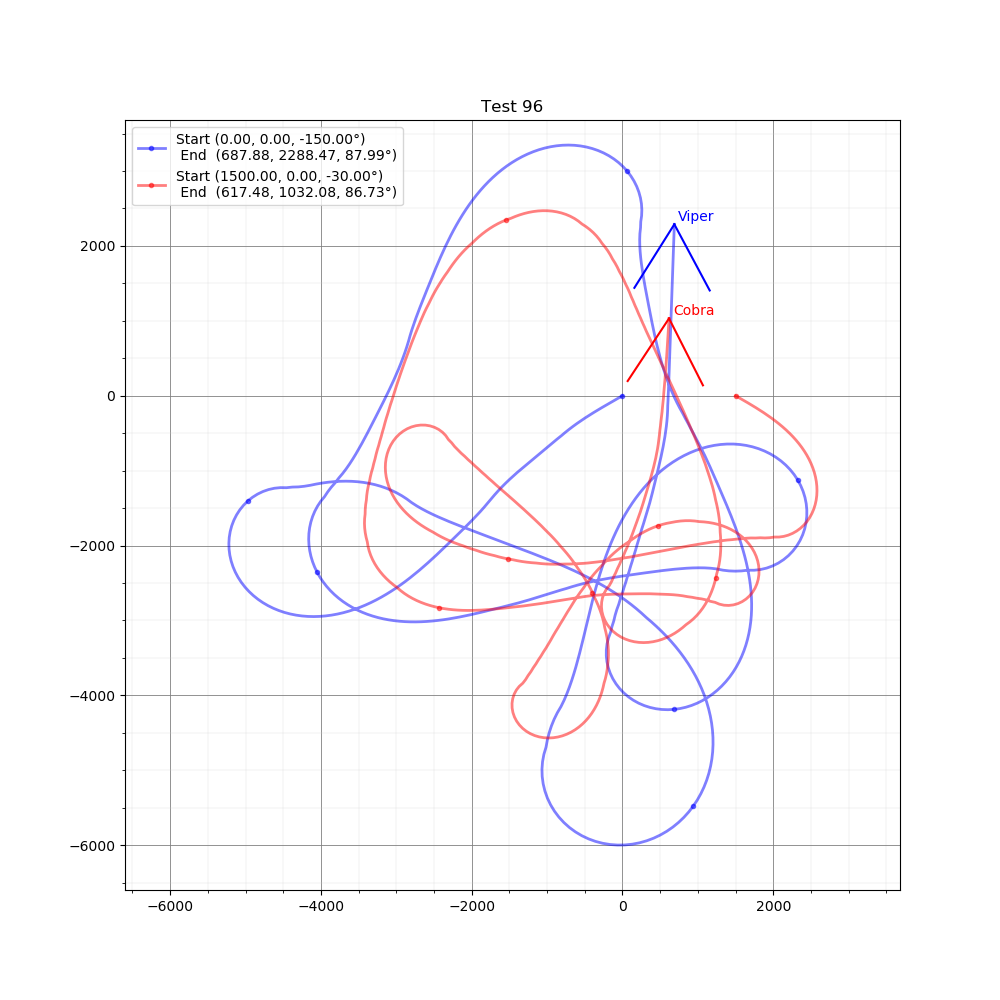 Test 96
Start (0.00, 0.00, -150.00°)
End (687.88, 2288.47, 87.99°)
Start (1500.00, 0.00, -30.00°)
End (617.48, 1032.08, 86.73°)
Viper
Cobra
2000
0
−2000
−4000
−6000
−6000 −4000 −2000 0 2000